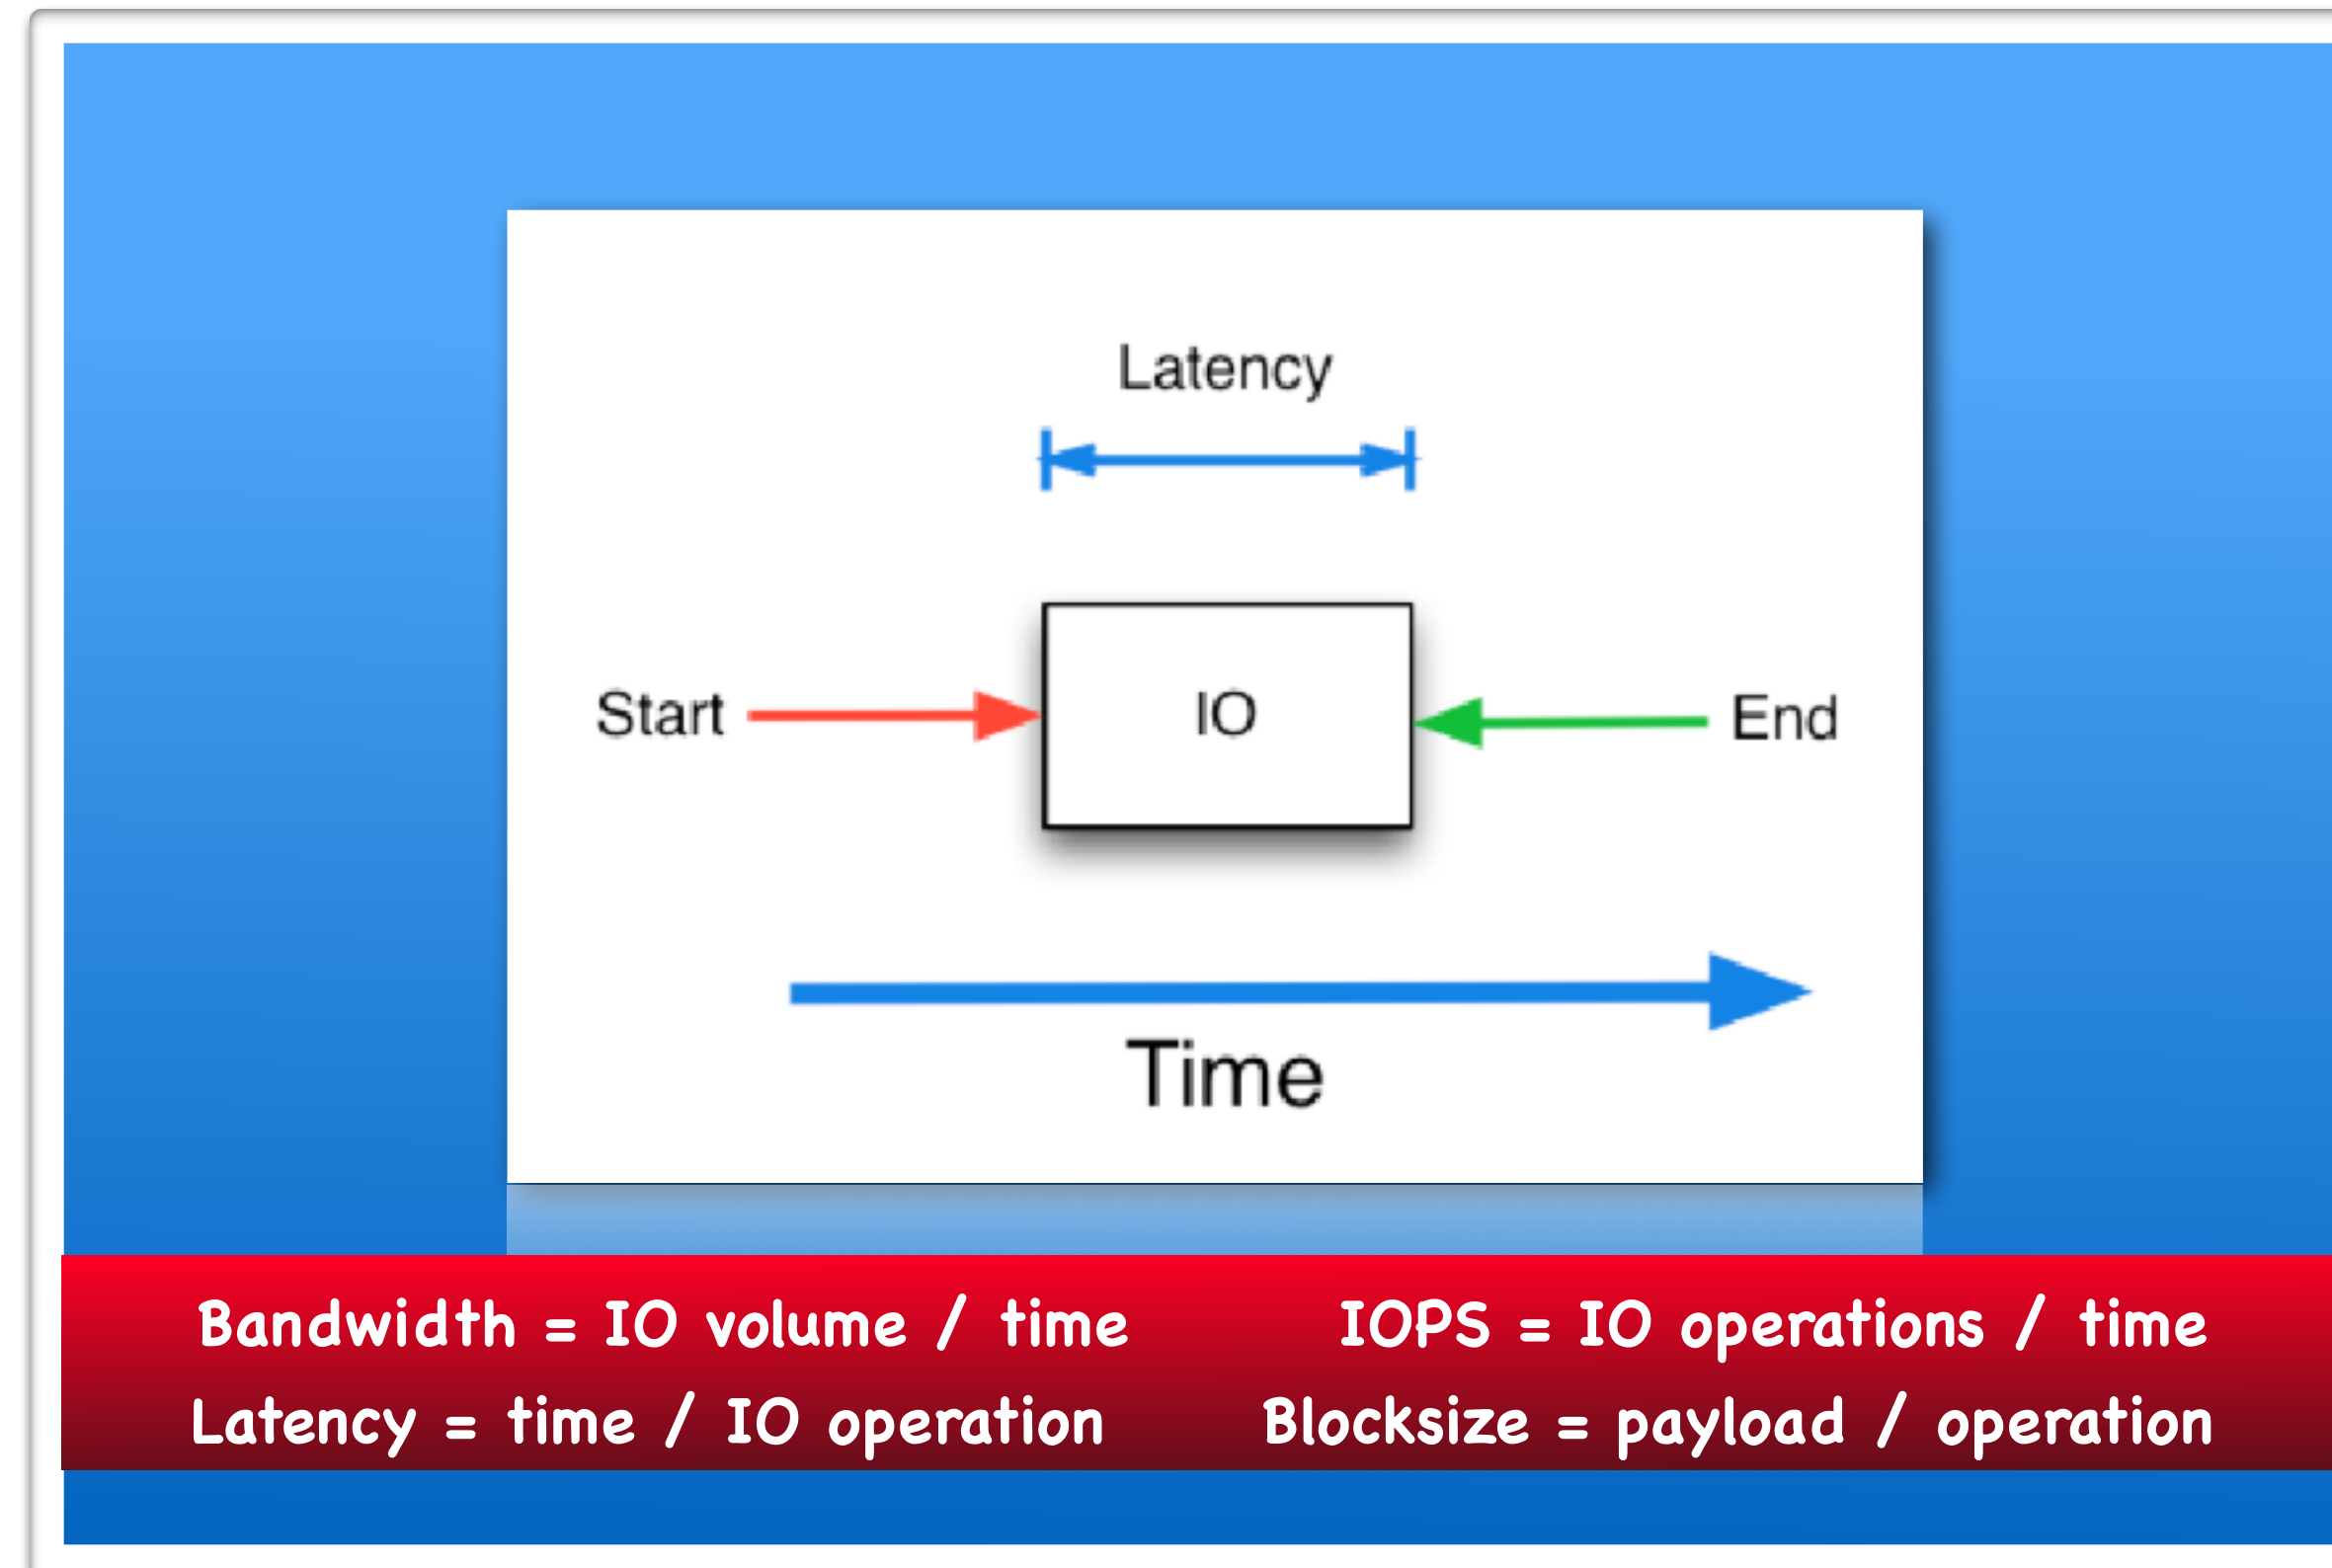 Latency
Start IO End
Time
Bandwidth = IO volume / time IOPS = IO operations / time
Latency = time / IO operation Blocksize = payload / operation